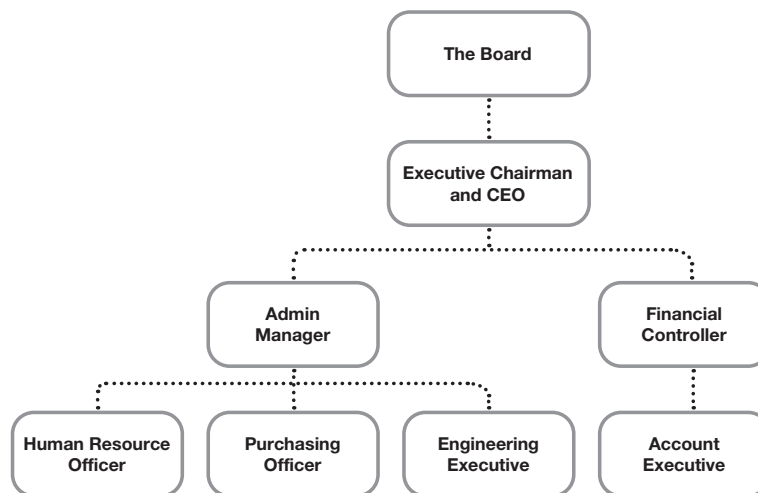 The Board
Executive Chairman
and CEO
Admin
Manager
Financial
Controller
Human Resource
Officer
Purchasing
Officer
Engineering
Executive
Account
Executive